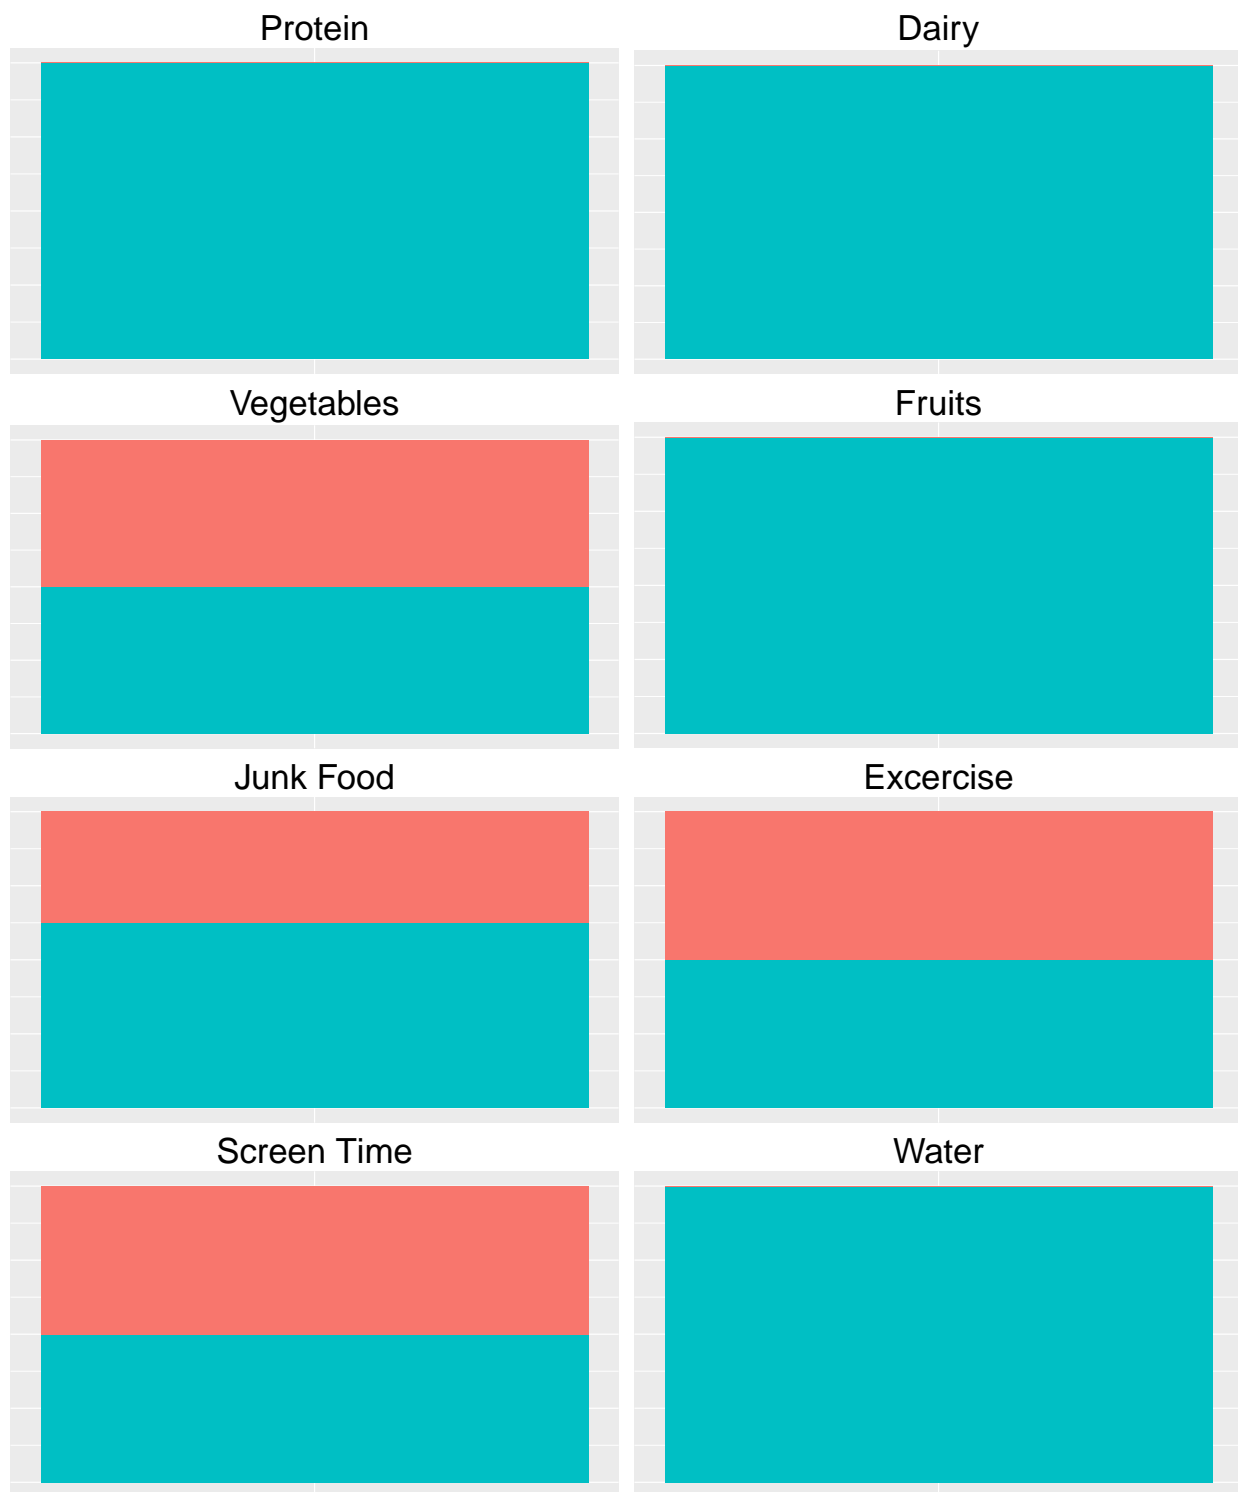 Protein
Dairy
Vegetables
Fruits
Junk Food
Excercise
Screen Time
Water